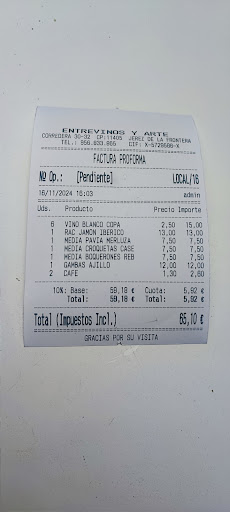 ENTREVINOS Y ARTE
CORREDERA 30-32 CP:11405 JEREZ DE LA FRONTERA
TEL.: 956.033.865 CIF: X-5729568-X
FACTURA PROFORMA
Nº Op.: [Pendiente] LOCAL/16
16/11/2024 16:03 admin
Uds. Producto Precio Importe
6 VINO BLANCO COPA 2,50 15,00
1 RAC JAMON IBERICO 13,00 13,00
1 MEDIA PAVIA MERLUZA 7,50 7,50
1 MEDIA CROQUETAS CASE 7,50 7,50
1 MEDIA BOQUERONES REB 7,50 7,50
1 GAMBAS AJILLO 12,00 12,00
2 CAFE 1,30 2,60
10%: Base: 59,18 € Cuota: 5,92 €
Total: 59,18 € Total: 5,92 €
Total (Impuestos Incl.) 65,10 €
GRACIAS POR SU VISITA